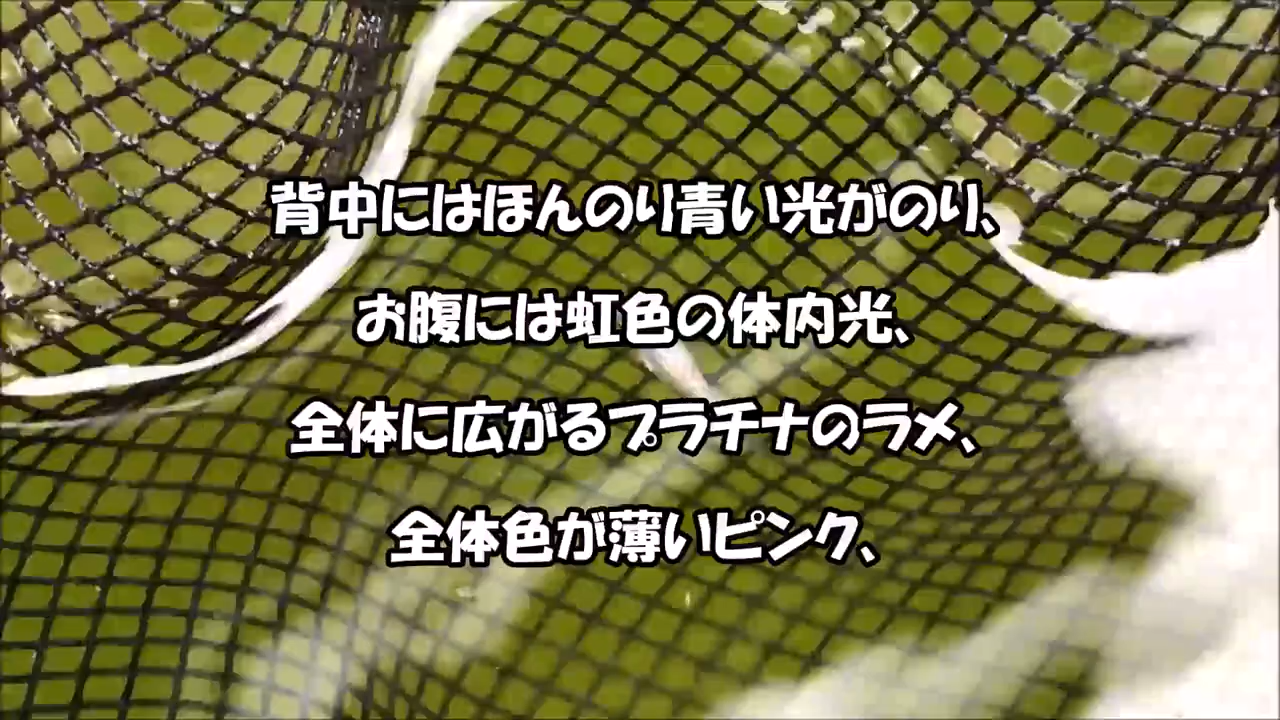 背中にはほんのり青い光がのり、
お腹には虹色の体内光、
全体に広がるプラチナのラメ、
全体色が薄いピンク、